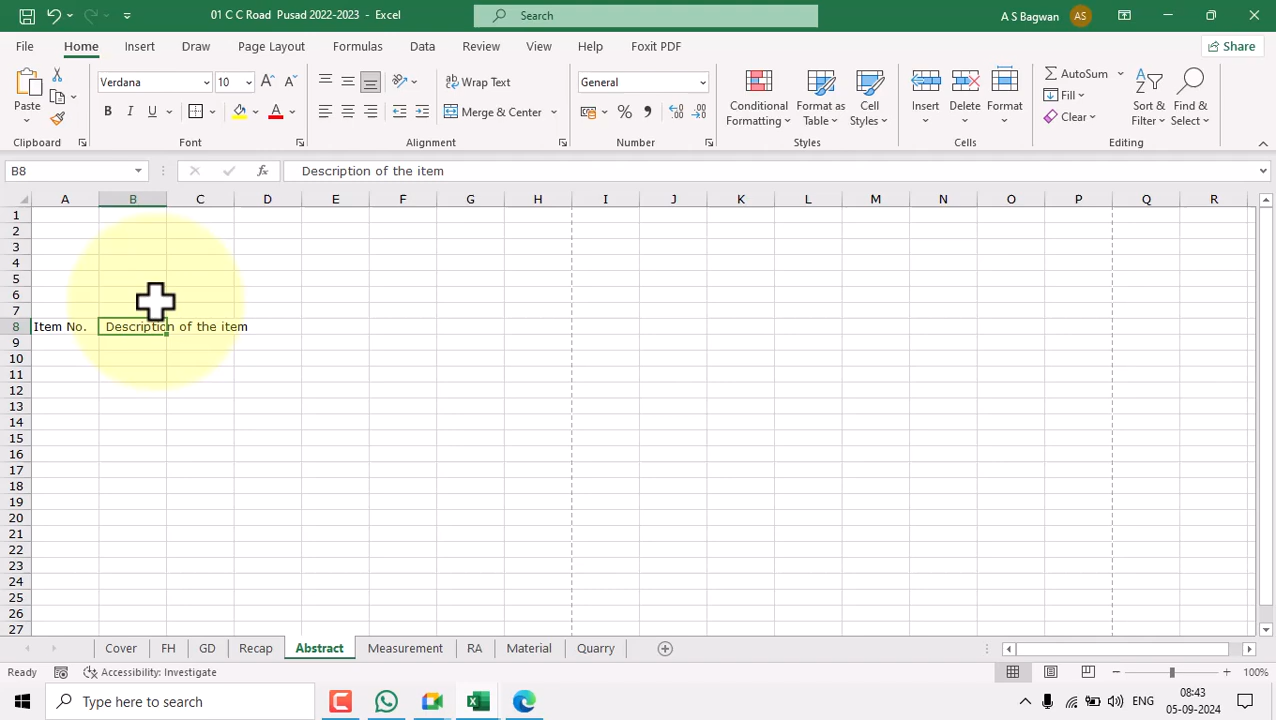 01 C C Road Pusad 2022-2023 - Excel
Search
A S Bagwan AS
File Home Insert Draw Page Layout Formulas Data Review View Help Foxit PDF Share
Paste
Clipboard
Verdana 10
B I U
Font
Wrap Text
Merge & Center
Alignment
General
Number
Conditional Formatting
Format as Table
Cell Styles
Styles
Insert
Delete
Format
Cells
AutoSum
Fill
Clear
Sort & Filter
Find & Select
Editing
B8
fx
Description of the item
A B C D E F G H I J K L M N O P Q R
1
2
3
4
5
6
7
8 Item No. Description of the item
9
10
11
12
13
14
15
16
17
18
19
20
21
22
23
24
25
26
27
Cover FH GD Recap Abstract Measurement RA Material Quarry
Ready Accessibility: Investigate 100%
Type here to search
ENG
08:43
05-09-2024